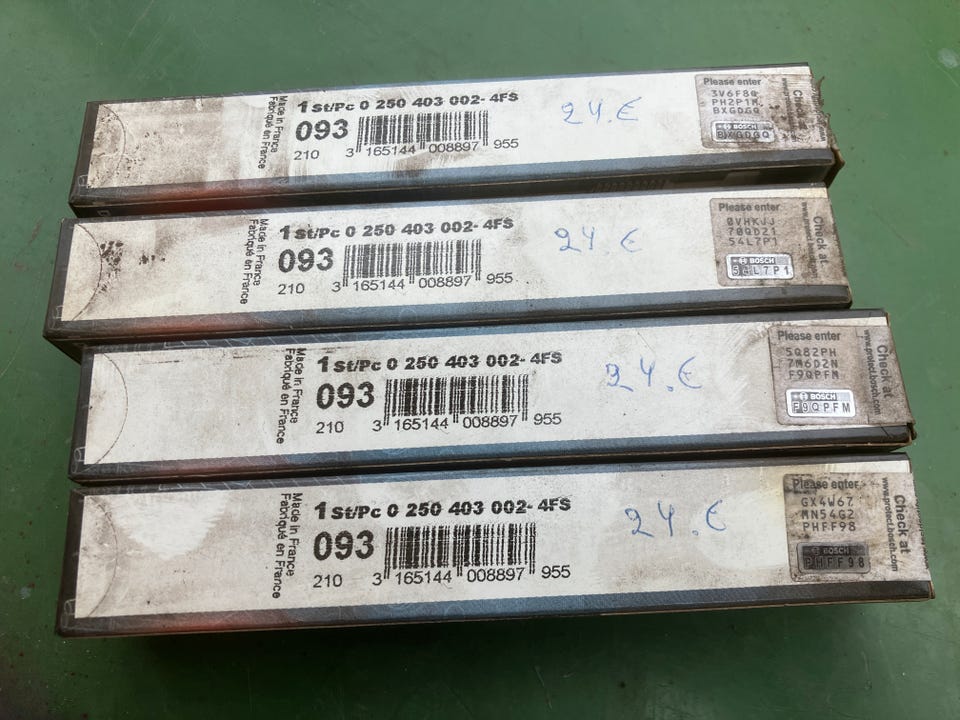 Made in France
Fabriqué en France
1 St/Pc 0 250 403 002- 4FS
093
210 3 165144 008897 955
24.€
Please enter
3V6F8Q
PH2P1M
BXGDGQ
BOSCH
BXGDGQ
Check at
Made in France
Fabriqué en France
1 St/Pc 0 250 403 002- 4FS
093
210 3 165144 008897 955
24.€
Please enter
0VHKJJ
70QD21
54L7P1
BOSCH
54L7P1
Check at
Made in France
Fabriqué en France
1 St/Pc 0 250 403 002- 4FS
093
210 3 165144 008897 955
24.€
Please enter
5Q82PH
7M6D2N
F9QPFM
BOSCH
F9QPFM
Check at
www.protect.bosch.com
Made in France
Fabriqué en France
1 St/Pc 0 250 403 002- 4FS
093
210 3 165144 008897 955
24.€
Please enter
GX4W67
MN54G2
PHFF98
BOSCH
PHFF98
Check at
www.protect.bosch.com